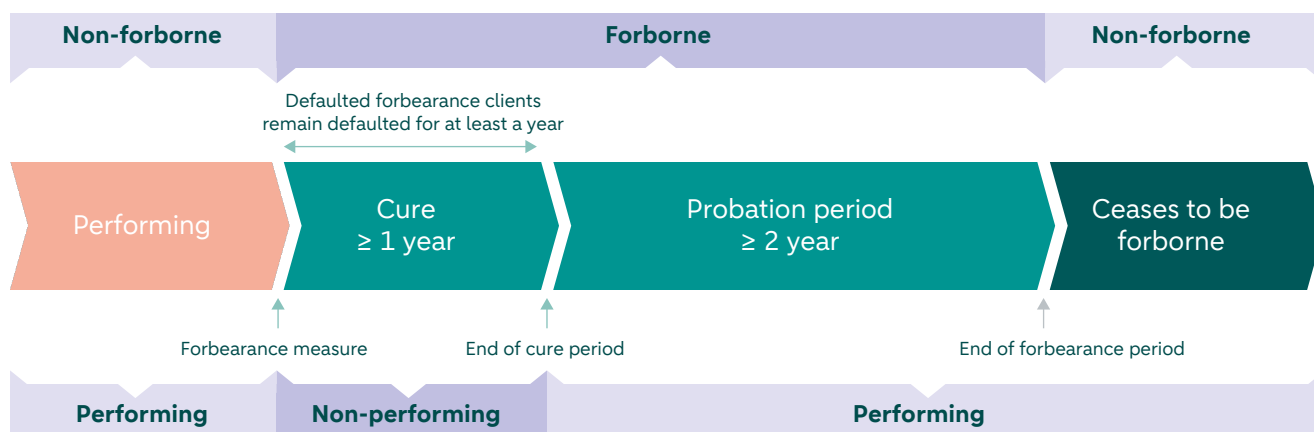 Non-forborne
Forborne
Non-forborne
Defaulted forbearance clients
remain defaulted for at least a year
Performing
Cure
≥ 1 year
Probation period
≥ 2 year
Ceases to be
forborne
Forbearance measure
End of cure period
End of forbearance period
Performing
Non-performing
Performing